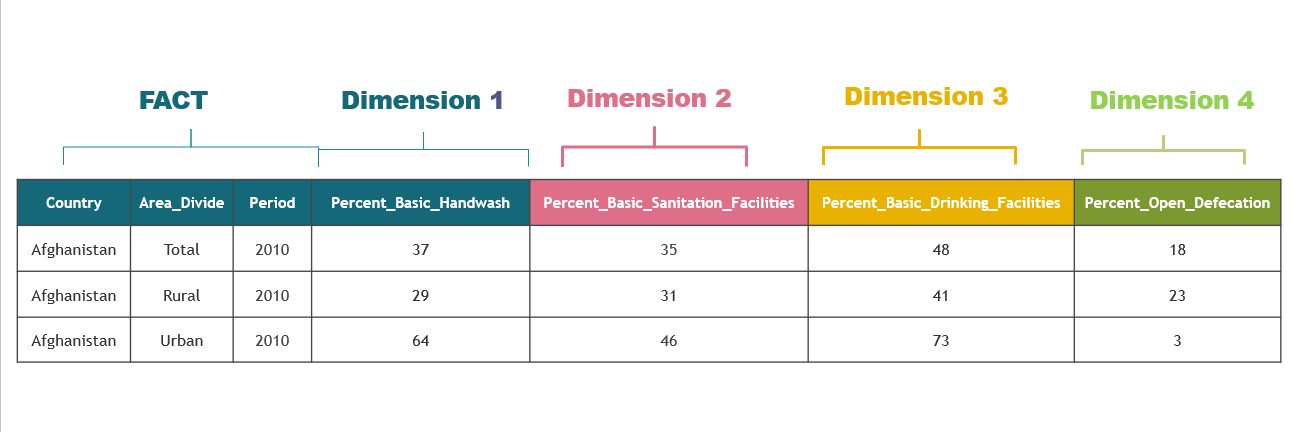 FACT Dimension 1 Dimension 2 Dimension 3 Dimension 4
Country Area_Divide Period Percent_Basic_Handwash Percent_Basic_Sanitation_Facilities Percent_Basic_Drinking_Facilities Percent_Open_Defecation
Afghanistan Total 2010 37 35 48 18
Afghanistan Rural 2010 29 31 41 23
Afghanistan Urban 2010 64 46 73 3